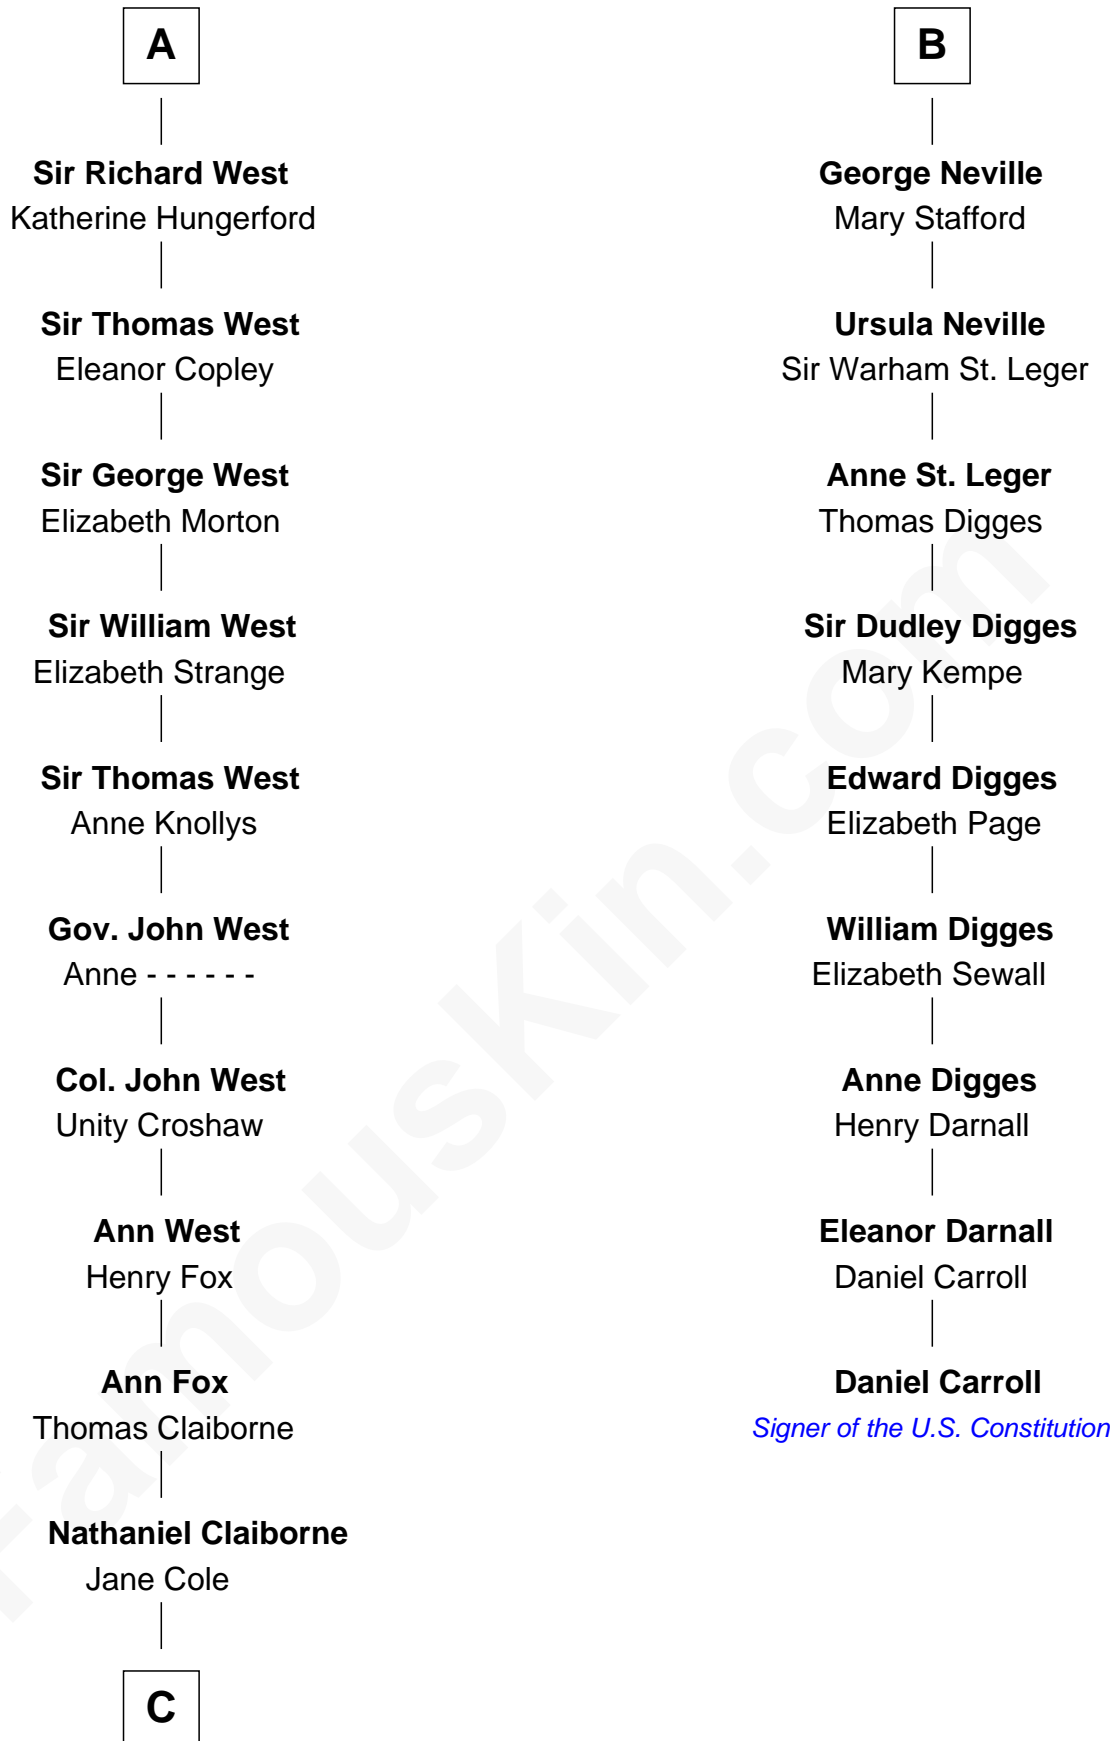 A
Sir Richard West
Katherine Hungerford
Sir Thomas West
Eleanor Copley
Sir George West
Elizabeth Morton
Sir William West
Elizabeth Strange
Sir Thomas West
Anne Knollys
Gov. John West
Anne - - - - - -
Col. John West
Unity Croshaw
Ann West
Henry Fox
Ann Fox
Thomas Claiborne
Nathaniel Claiborne
Jane Cole
C
B
George Neville
Mary Stafford
Ursula Neville
Sir Warham St. Leger
Anne St. Leger
Thomas Digges
Sir Dudley Digges
Mary Kempe
Edward Digges
Elizabeth Page
William Digges
Elizabeth Sewall
Anne Digges
Henry Darnall
Eleanor Darnall
Daniel Carroll
Daniel Carroll
Signer of the U.S. Constitution
FamousKin.com